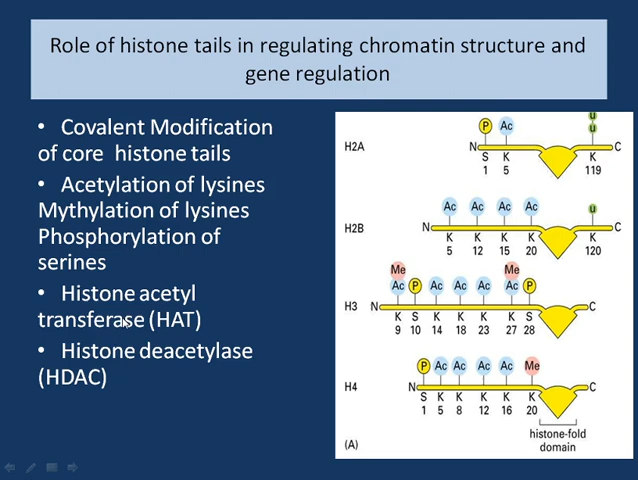 Role of histone tails in regulating chromatin structure and
gene regulation
• Covalent Modification
of core histone tails
• Acetylation of lysines
Mythylation of lysines
Phosphorylation of
serines
• Histone acetyl
transferase (HAT)
• Histone deacetylase
(HDAC)
u
P Ac u
H2A N C
S K K
1 5 119
Ac Ac Ac Ac u
H2B N C
K K K K K
5 12 15 20 120
Me Me
Ac P Ac Ac Ac Ac P
H3 N C
K S K K K K S
9 10 14 18 23 27 28
P Ac Ac Ac Ac Me
H4 N C
S K K K K K
1 5 8 12 16 20
histone-fold
(A) domain